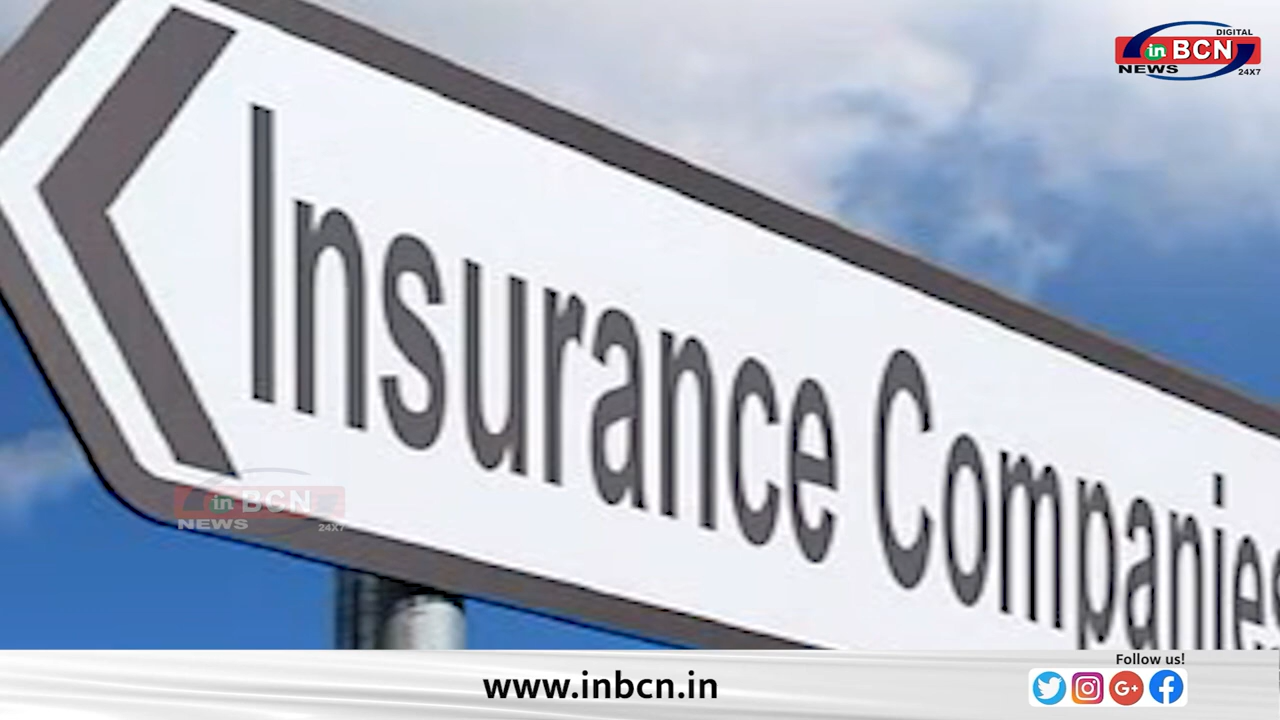 DIGITAL
in BCN
NEWS 24X7
Insurance Companies
in BCN
NEWS 24X7
Follow us!
www.inbcn.in